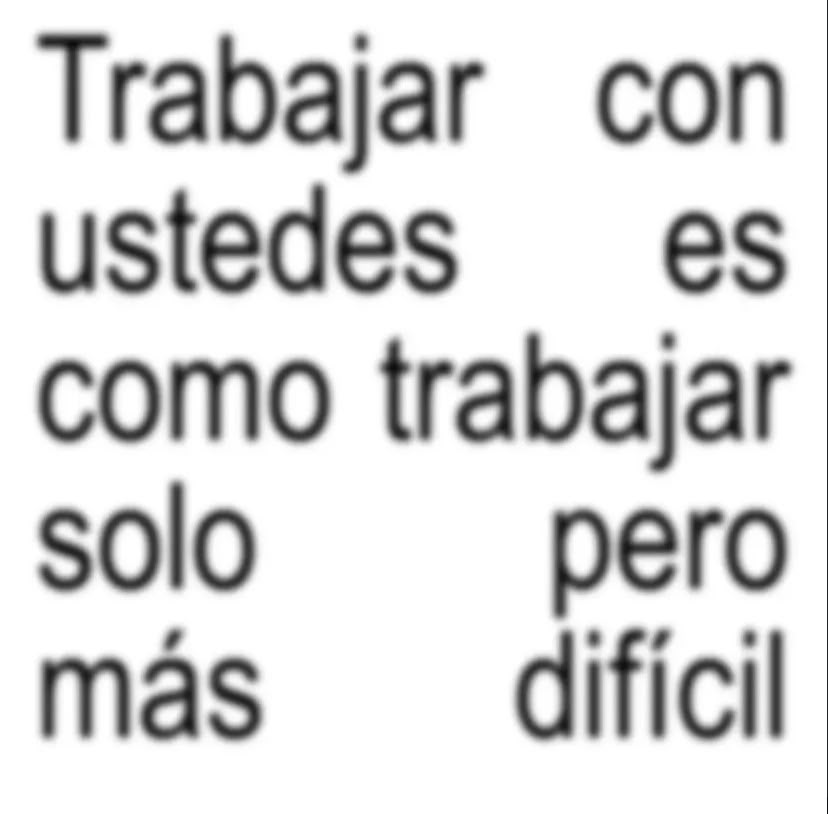 Trabajar con
ustedes es
como trabajar
solo pero
más difícil